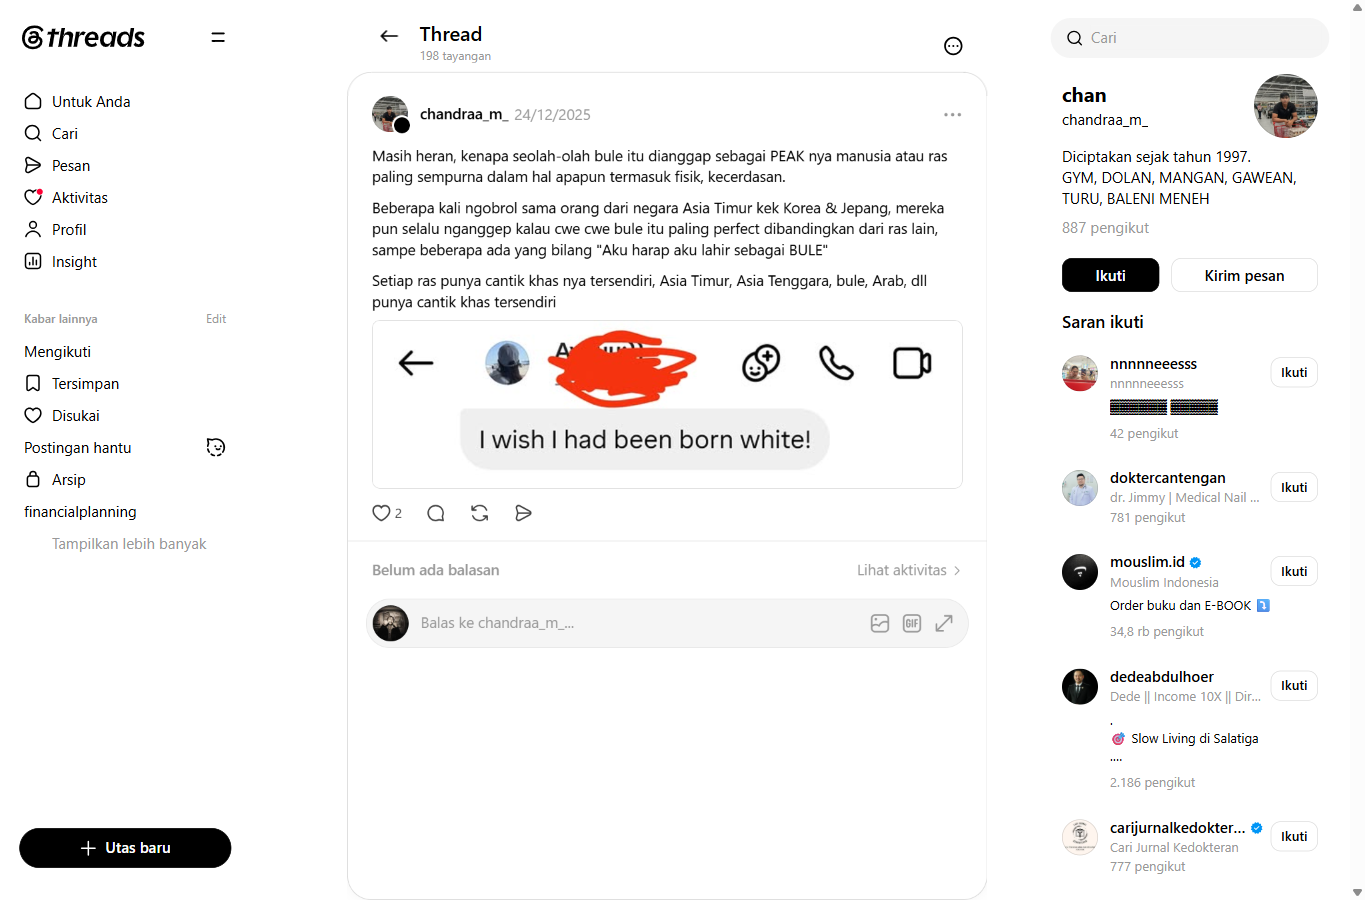 threads
Untuk Anda
Cari
Pesan
Aktivitas
Profil
Insight
Kabar lainnya
Edit
Mengikuti
Tersimpan
Disukai
Postingan hantu
Arsip
financialplanning
Tampilkan lebih banyak
Utas baru
Thread
198 tayangan
chandraa_m_ 24/12/2025
Masih heran, kenapa seolah-olah bule itu dianggap sebagai PEAK nya manusia atau ras
paling sempurna dalam hal apapun termasuk fisik, kecerdasan.
Beberapa kali ngobrol sama orang dari negara Asia Timur kek Korea & Jepang, mereka
pun selalu nganggep kalau cwe cwe bule itu paling perfect dibandingkan dari ras lain,
sampe beberapa ada yang bilang "Aku harap aku lahir sebagai BULE"
Setiap ras punya cantik khas nya tersendiri, Asia Timur, Asia Tenggara, bule, Arab, dll
punya cantik khas tersendiri
I wish I had been born white!
2
Belum ada balasan
Lihat aktivitas
Balas ke chandraa_m_...
GIF
Cari
chan
chandraa_m_
Diciptakan sejak tahun 1997.
GYM, DOLAN, MANGAN, GAWEAN,
TURU, BALENI MENEH
887 pengikut
Ikuti
Kirim pesan
Saran ikuti
nnnnneeesss
nnnnneeesss
Ikuti
42 pengikut
doktercantengan
dr. Jimmy | Medical Nail ...
Ikuti
781 pengikut
mouslim.id
Mouslim Indonesia
Ikuti
Order buku dan E-BOOK
34,8 rb pengikut
dedeabdulhoer
Dede || Income 10X || Dir...
Ikuti
.
🎯 Slow Living di Salatiga
....
2.186 pengikut
carijurnalkedokter...
Cari Jurnal Kedokteran
Ikuti
777 pengikut